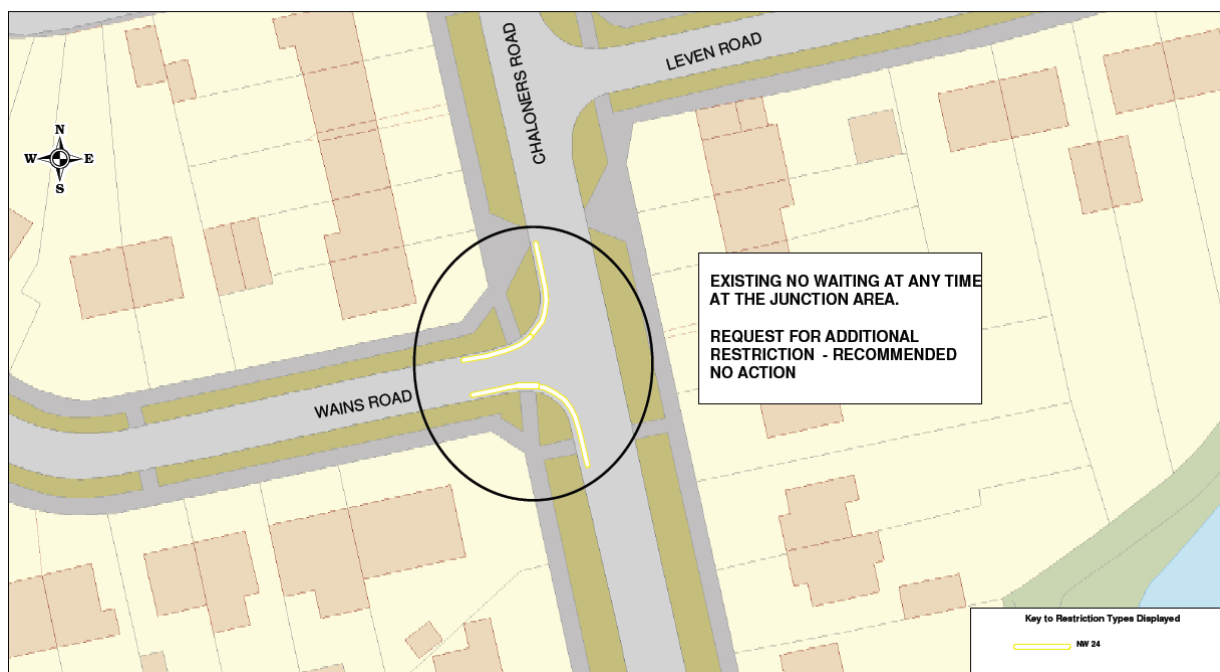 CHALONERS ROAD
LEVEN ROAD
N
W E
S
EXISTING NO WAITING AT ANY TIME
AT THE JUNCTION AREA.
REQUEST FOR ADDITIONAL
RESTRICTION - RECOMMENDED
NO ACTION
WAINS ROAD
Key to Restriction Types Displayed
NW 24